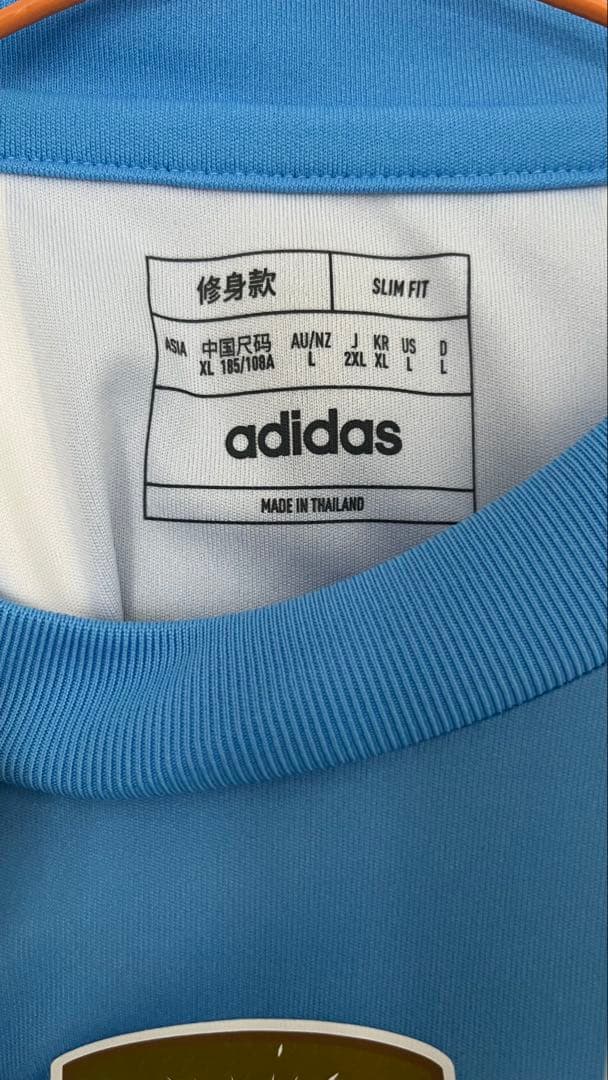 修身款 SLIM FIT
ASIA 中国尺码 AU/NZ J KR US D
XL 185/108A L 2XL XL L L
adidas
MADE IN THAILAND